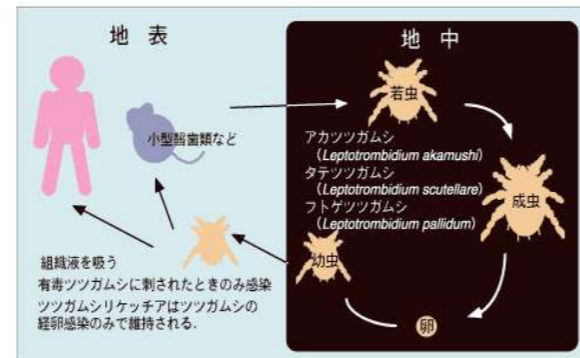 地 表
地 中
若虫
小型齧歯類など
アカツツガムシ
(Leptotrombidium akamushi)
タテツツガムシ
(Leptotrombidium scutellare)
フトゲツツガムシ
(Leptotrombidium pallidum)
成虫
幼虫
卵
組織液を吸う
有毒ツツガムシに刺されたときのみ感染
ツツガムシリケッチアはツツガムシの
経卵感染のみで維持される.